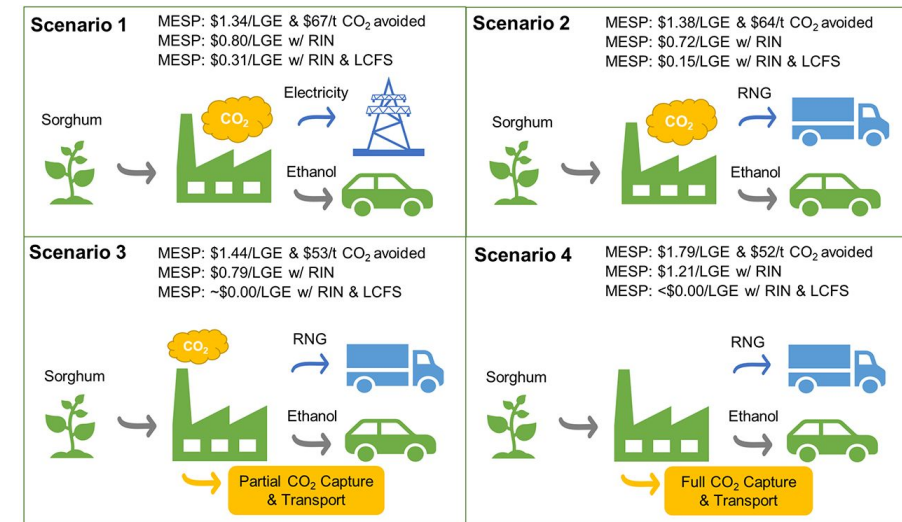 Scenario 1
MESP: $1.34/LGE & $67/t CO₂ avoided
MESP: $0.80/LGE w/ RIN
MESP: $0.31/LGE w/ RIN & LCFS
Sorghum
CO₂
Electricity
Ethanol
Scenario 2
MESP: $1.38/LGE & $64/t CO₂ avoided
MESP: $0.72/LGE w/ RIN
MESP: $0.15/LGE w/ RIN & LCFS
Sorghum
CO₂
RNG
Ethanol
Scenario 3
MESP: $1.44/LGE & $53/t CO₂ avoided
MESP: $0.79/LGE w/ RIN
MESP: ~$0.00/LGE w/ RIN & LCFS
Sorghum
CO₂
RNG
Ethanol
Partial CO₂ Capture
& Transport
Scenario 4
MESP: $1.79/LGE & $52/t CO₂ avoided
MESP: $1.21/LGE w/ RIN
MESP: <$0.00/LGE w/ RIN & LCFS
Sorghum
RNG
Ethanol
Full CO₂ Capture
& Transport